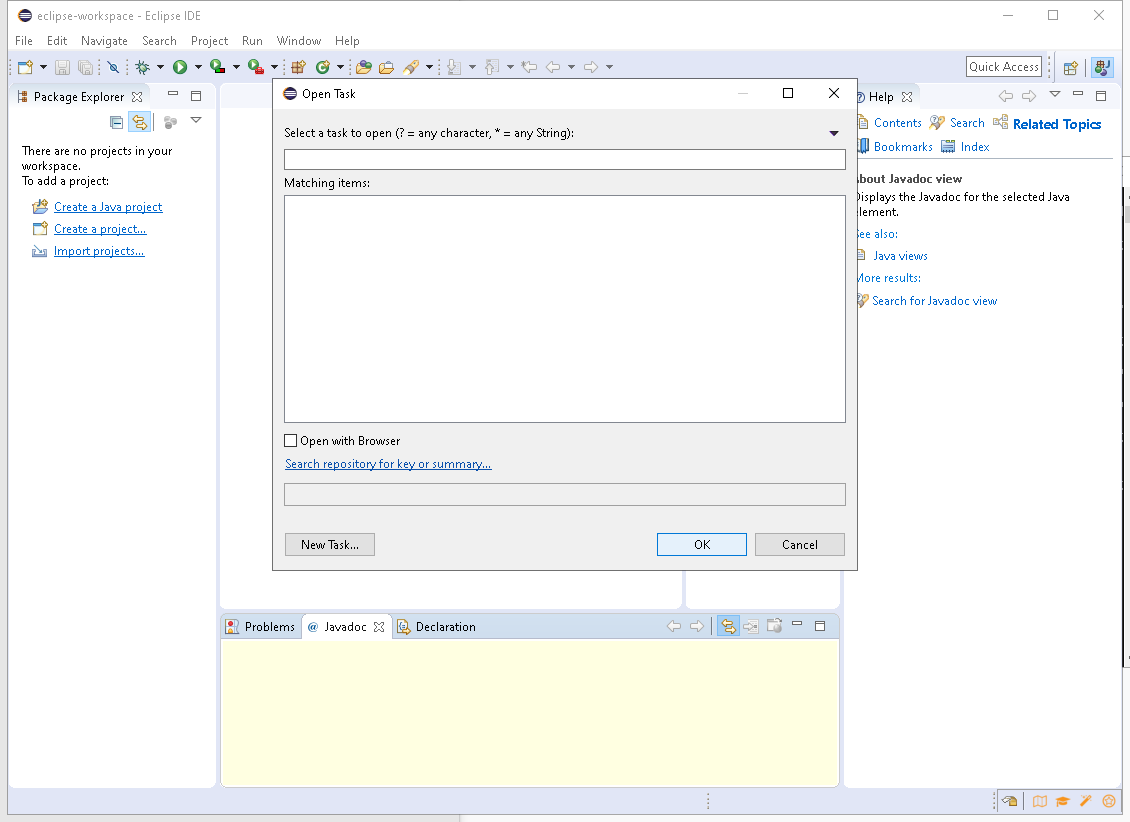 eclipse-workspace - Eclipse IDE
File Edit Navigate Search Project Run Window Help
Quick Access
Package Explorer
There are no projects in your
workspace.
To add a project:
Create a Java project
Create a project...
Import projects...
Open Task
Select a task to open (? = any character, * = any String):
Matching items:
Open with Browser
Search repository for key or summary...
New Task...
OK
Cancel
Help
Contents Search Related Topics
Bookmarks Index
About Javadoc view
Displays the Javadoc for the selected Java
element.
See also:
Java views
More results:
Search for Javadoc view
Problems @ Javadoc Declaration